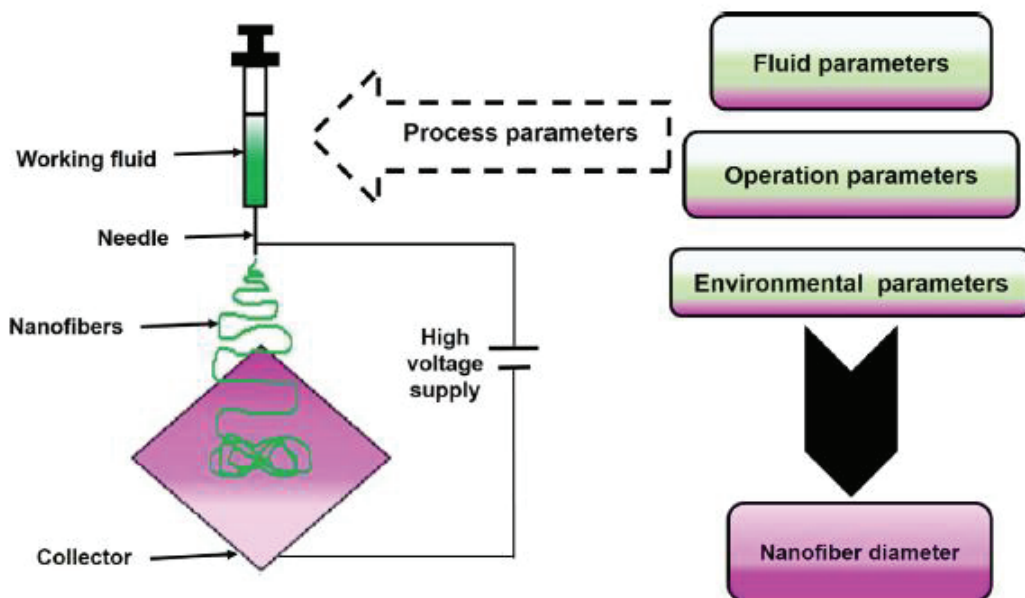 Working fluid
Needle
Nanofibers
Collector
High
voltage
supply
Process parameters
Fluid parameters
Operation parameters
Environmental parameters
Nanofiber diameter